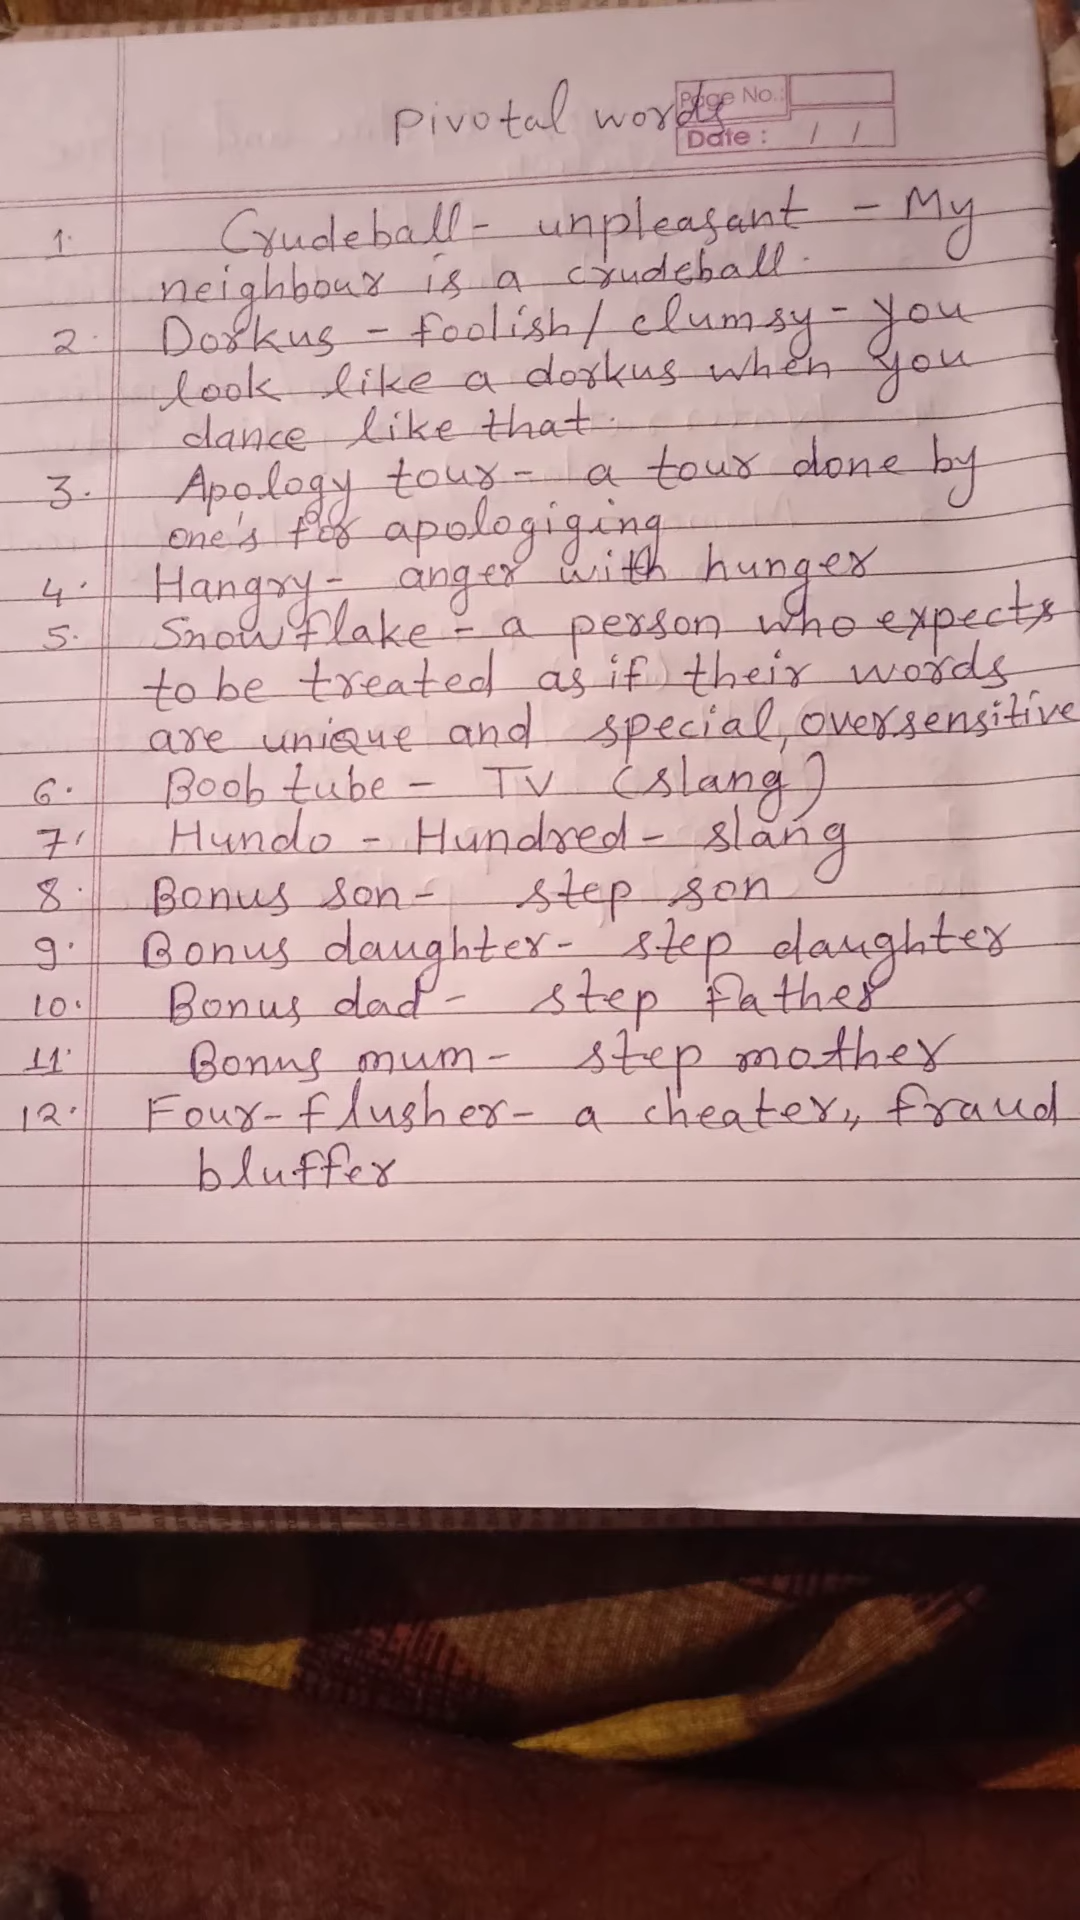 Pivotal words
Page No.:
Date : / /
1. Crudeball - unpleasant - My
neighbour is a crudeball.
2. Dorkus - foolish/clumsy - you
look like a dorkus when you
dance like that.
3. Apology tour - a tour done by
one's for apologiging
4. Hangry - anger with hunger
5. Snowflake - a person who expects
to be treated as if their words
are unique and special, oversensitive
6. Boob tube - TV (slang)
7. Hundo - Hundred - slang
8. Bonus son - step son
9. Bonus daughter - step daughter
10. Bonus dad - step father
11. Bonus mum - step mother
12. Four-flusher - a cheater,, fraud
bluffer